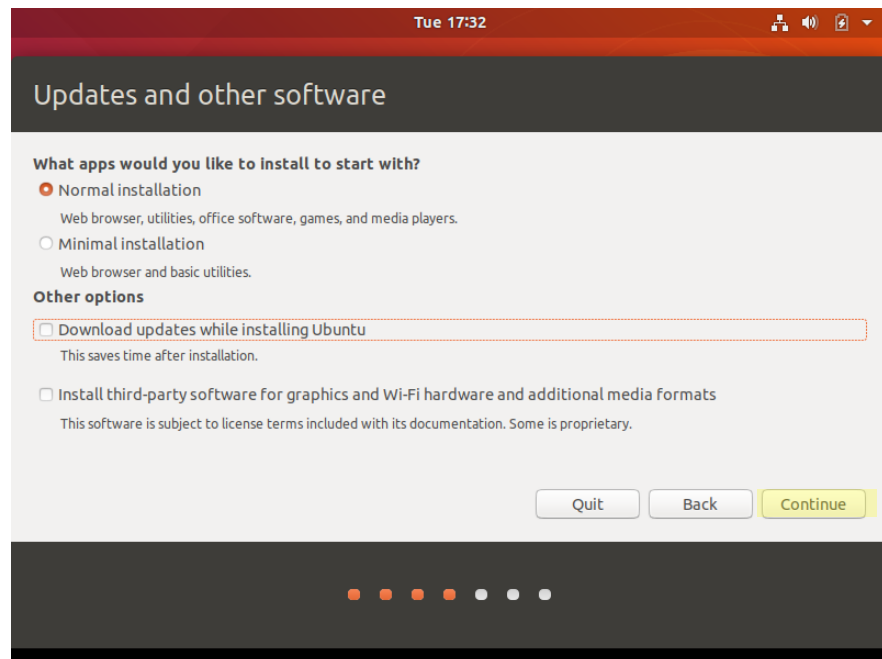 Tue 17:32
Updates and other software
What apps would you like to install to start with?
Normal installation
Web browser, utilities, office software, games, and media players.
Minimal installation
Web browser and basic utilities.
Other options
Download updates while installing Ubuntu
This saves time after installation.
Install third-party software for graphics and Wi-Fi hardware and additional media formats
This software is subject to license terms included with its documentation. Some is proprietary.
Quit Back Continue